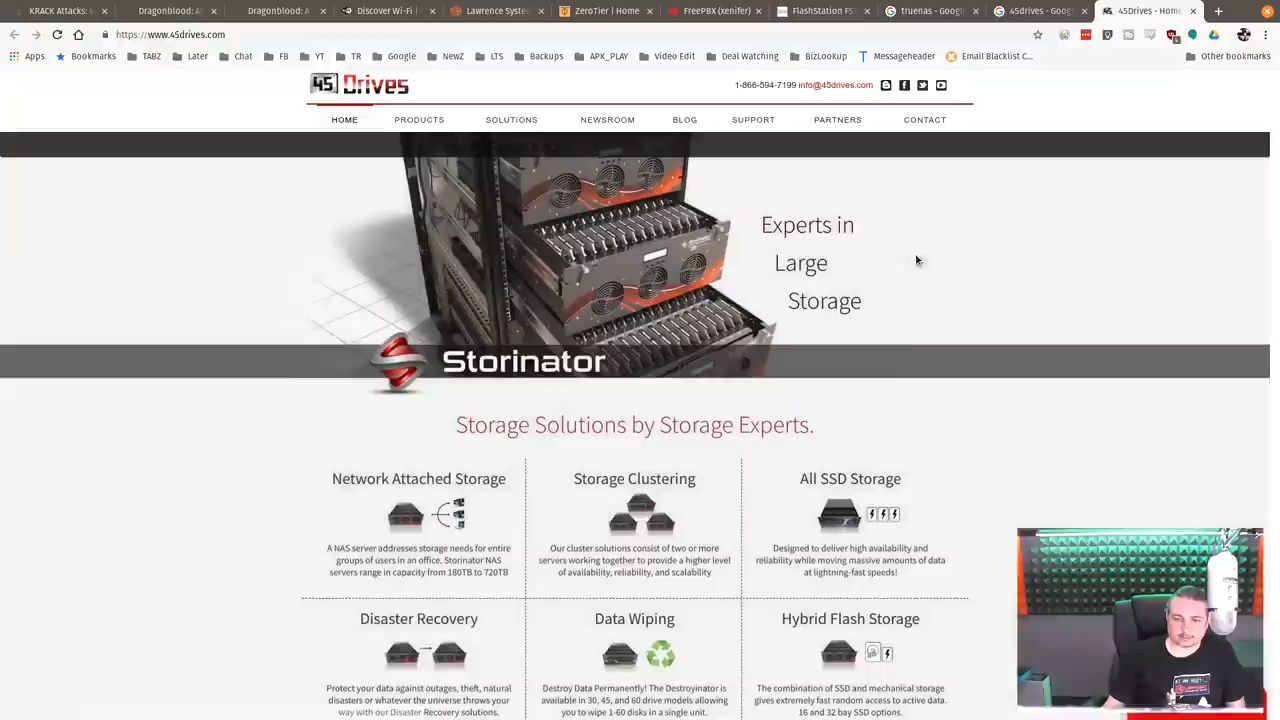 KRACK Attacks: B
Dragonblood: A
Dragonblood: A
Discover Wi-Fi |
Lawrence System
ZeroTier | Home
FreePBX (xenifer)
FlashStation FS
truenas - Google
45drives - Goog
45Drives - Home
https://www.45drives.com
Apps
Bookmarks
TABZ
Later
Chat
FB
YT
TR
Google
NewZ
LTS
Backups
APK_PLAY
Video Edit
Deal Watching
BizLookup
Messageheader
Email Blacklist C...
Other bookmarks
45 Drives
1-866-594-7199 info@45drives.com
HOME
PRODUCTS
SOLUTIONS
NEWSROOM
BLOG
SUPPORT
PARTNERS
CONTACT
Experts in
Large
Storage
Storinator
Storage Solutions by Storage Experts.
Network Attached Storage
A NAS server addresses storage needs for entire
groups of users in an office. Storinator NAS
servers range in capacity from 180TB to 720TB
Storage Clustering
Our cluster solutions consist of two or more
servers working together to provide a higher level
of availability, reliability, and scalability
All SSD Storage
Designed to deliver high availability and
reliability while moving massive amounts of data
at lightning-fast speeds!
Disaster Recovery
Protect your data against outages, theft, natural
disasters or whatever the universe throws your
way with our Disaster Recovery solutions.
Data Wiping
Destroy Data Permanently! The Destroyinator is
available in 30, 45, and 60 drive models allowing
you to wipe 1-60 disks in a single unit.
Hybrid Flash Storage
The combination of SSD and mechanical storage
gives extremely fast random access to active data.
16 and 32 bay SSD options.